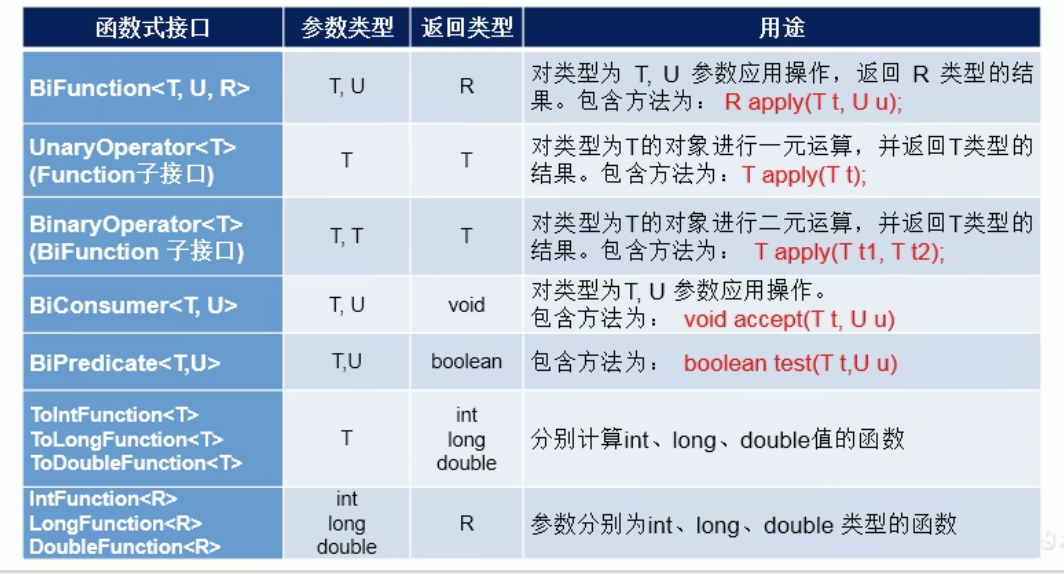 函数式接口 参数类型 返回类型 用途
BiFunction<T, U, R> T, U R 对类型为 T, U 参数应用操作，返回 R 类型的结
果。包含方法为： R apply(T t, U u);
UnaryOperator<T>
(Function子接口) T T 对类型为T的对象进行一元运算，并返回T类型的
结果。包含方法为：T apply(T t);
BinaryOperator<T>
(BiFunction 子接口) T, T T 对类型为T的对象进行二元运算，并返回T类型的
结果。包含方法为： T apply(T t1, T t2);
BiConsumer<T, U> T, U void 对类型为T, U 参数应用操作。
包含方法为： void accept(T t, U u)
BiPredicate<T,U> T,U boolean 包含方法为： boolean test(T t,U u)
ToIntFunction<T>
ToLongFunction<T>
ToDoubleFunction<T>
T
int
long
double
分别计算int、long、double值的函数
IntFunction<R>
LongFunction<R>
DoubleFunction<R>
int
long
double
R
参数分别为int、long、double 类型的函数